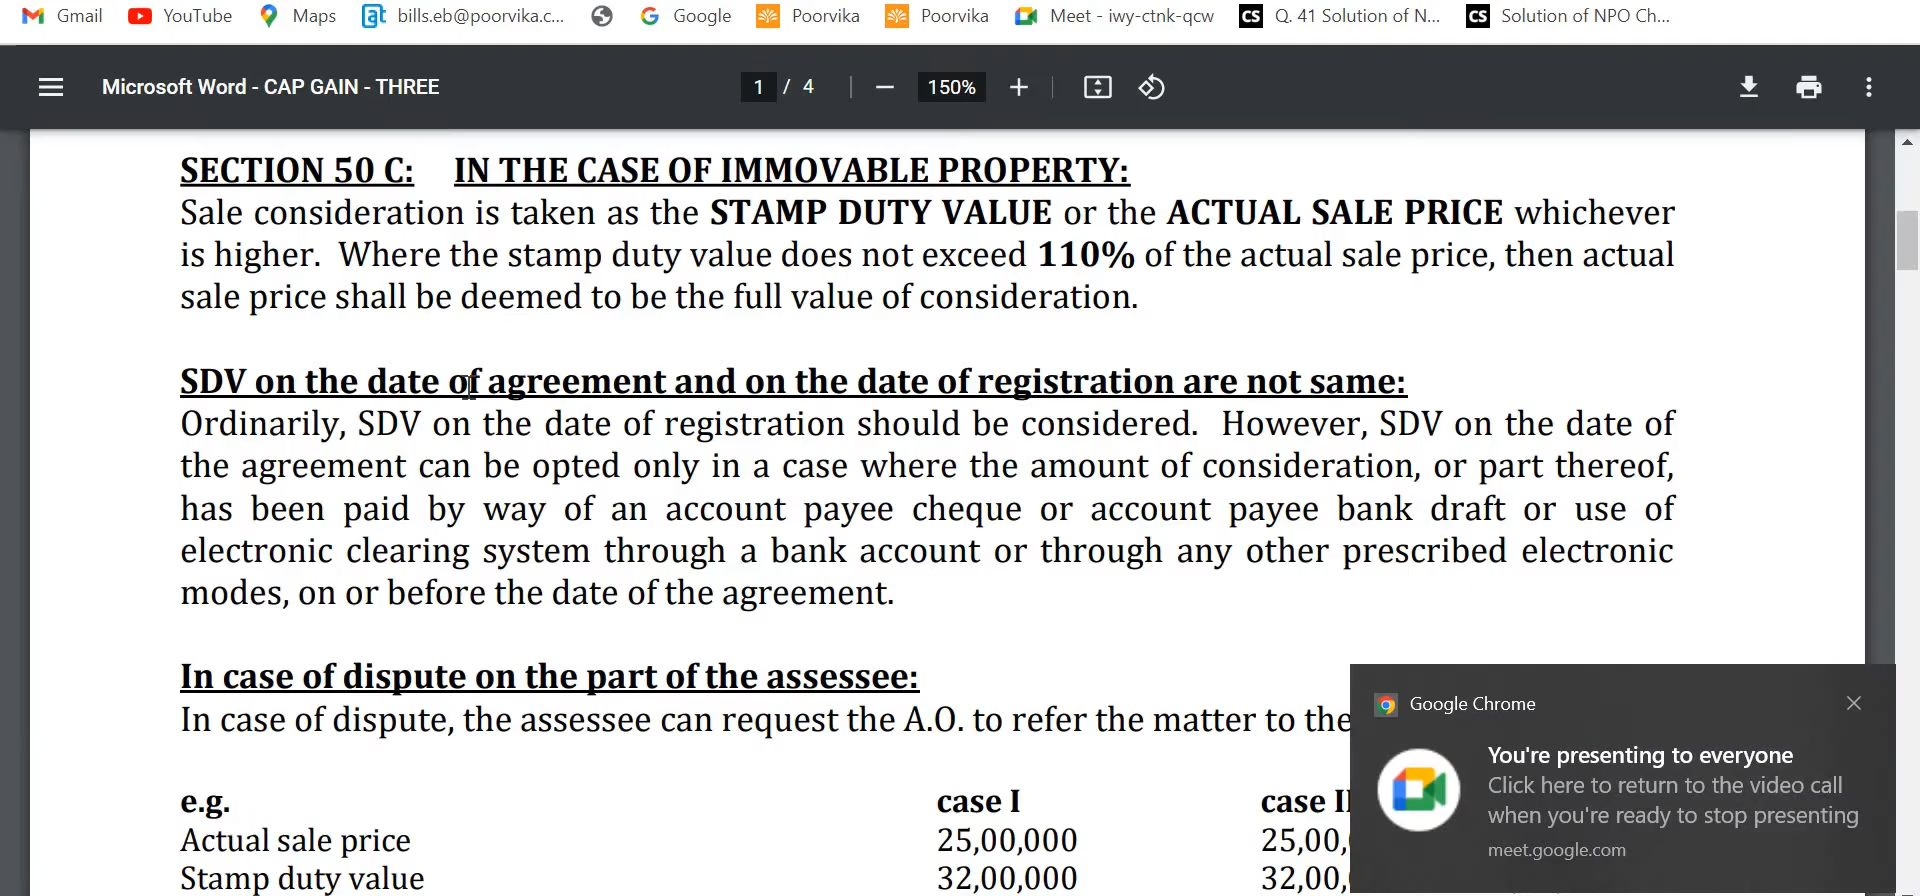 Gmail YouTube Maps bills.eb@poorvika.c... Google Poorvika Poorvika Meet - iwy-ctnk-qcw CS Q. 41 Solution of N... CS Solution of NPO Ch...
Microsoft Word - CAP GAIN - THREE 1 / 4 150%
SECTION 50 C: IN THE CASE OF IMMOVABLE PROPERTY:
Sale consideration is taken as the STAMP DUTY VALUE or the ACTUAL SALE PRICE whichever
is higher. Where the stamp duty value does not exceed 110% of the actual sale price, then actual
sale price shall be deemed to be the full value of consideration.
SDV on the date of agreement and on the date of registration are not same:
Ordinarily, SDV on the date of registration should be considered. However, SDV on the date of
the agreement can be opted only in a case where the amount of consideration, or part thereof,
has been paid by way of an account payee cheque or account payee bank draft or use of
electronic clearing system through a bank account or through any other prescribed electronic
modes, on or before the date of the agreement.
In case of dispute on the part of the assessee:
In case of dispute, the assessee can request the A.O. to refer the matter to the
e.g. case I case II
Actual sale price 25,00,000 25,00,
Stamp duty value 32,00,000 32,00,
Google Chrome
You're presenting to everyone
Click here to return to the video call
when you're ready to stop presenting
meet.google.com